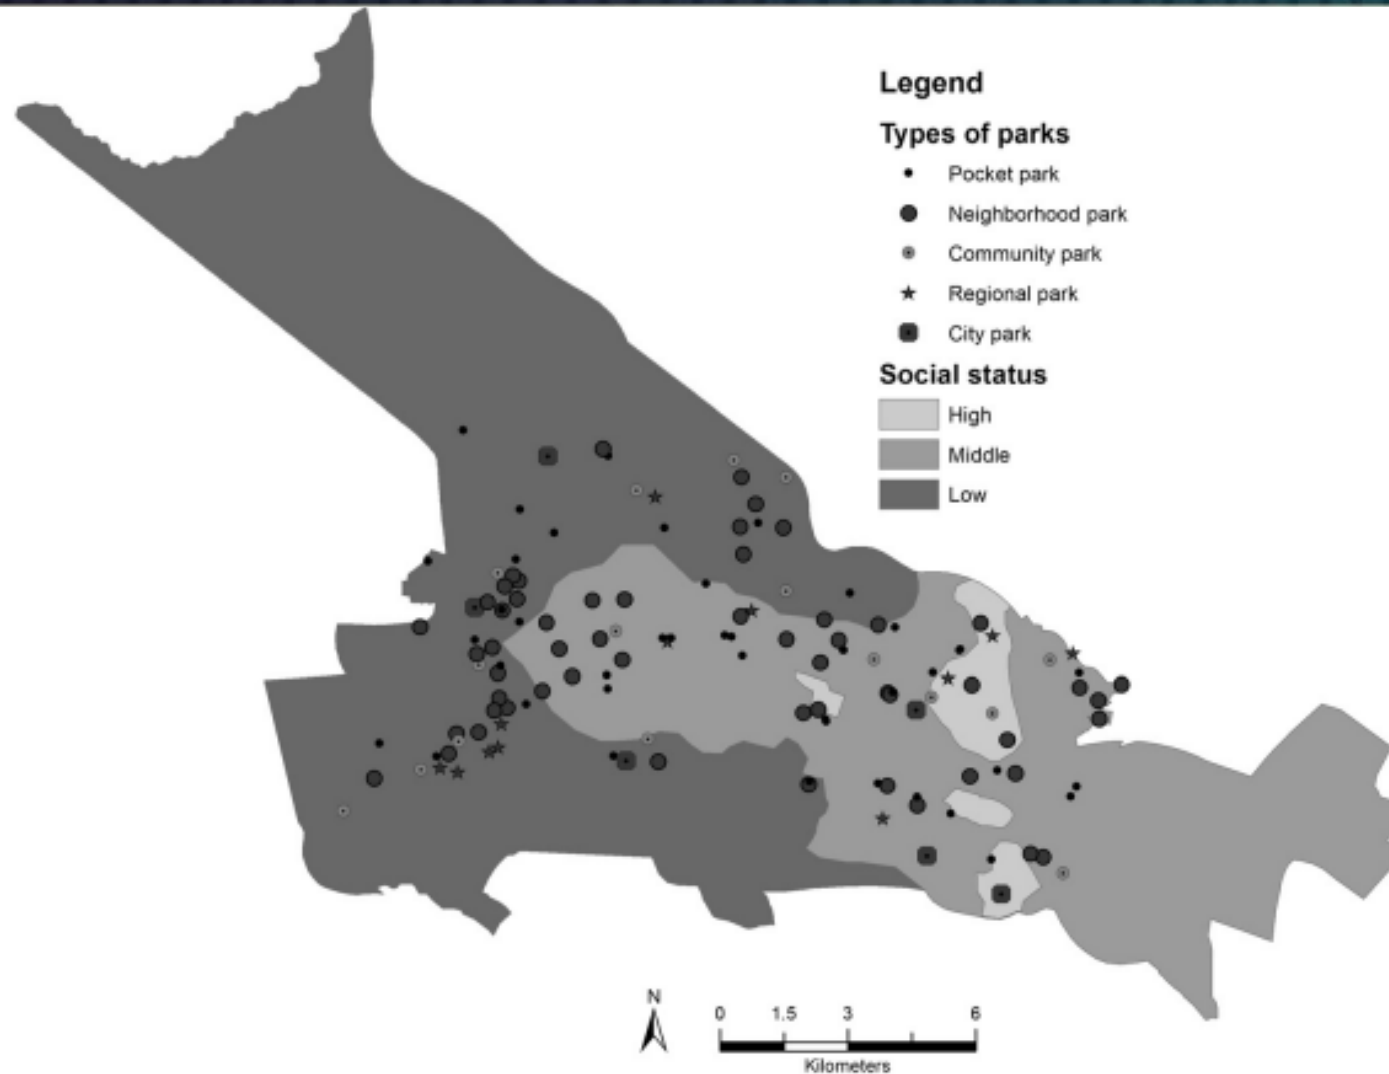 Legend
Types of parks
Pocket park
Neighborhood park
Community park
Regional park
City park
Social status
High
Middle
Low
N
0 1.5 3 6
Kilometers